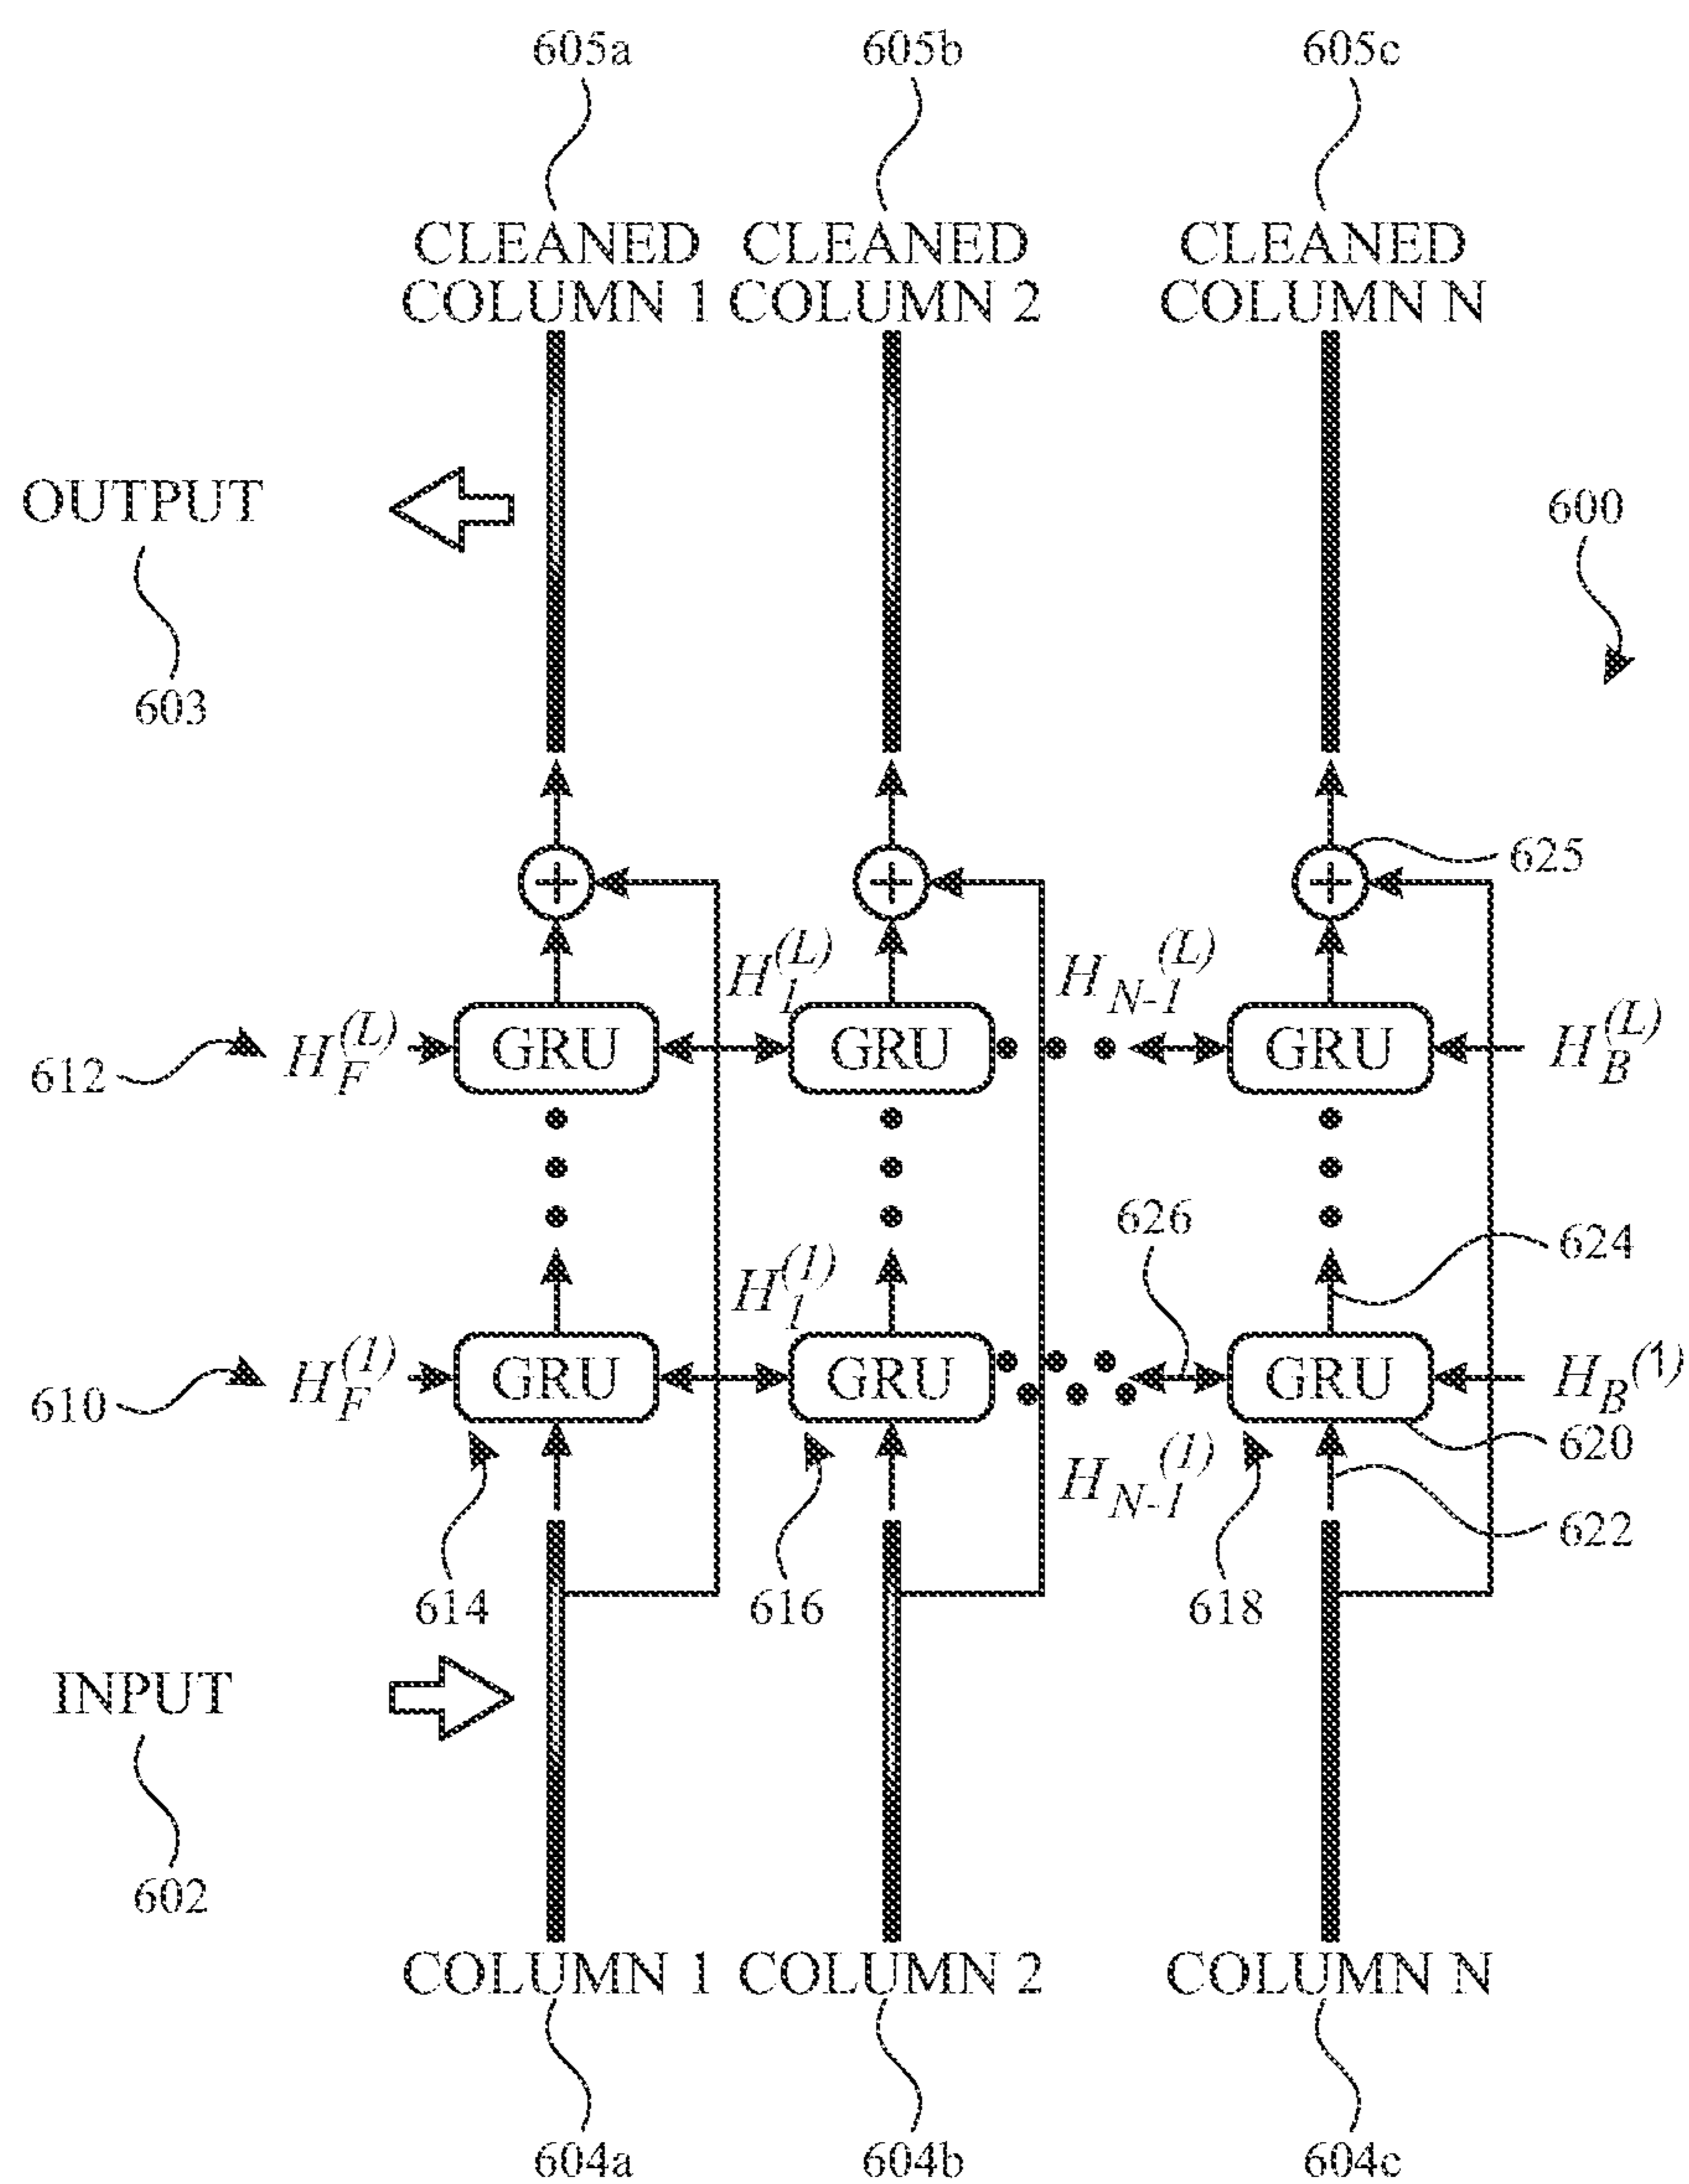 605a 605b 605c
CLEANED COLUMN 1 CLEANED COLUMN 2 CLEANED COLUMN N
OUTPUT
600
603
+ + +
625
H_1^{(L)} H_{N-1}^{(L)}
612 H_F^{(L)} GRU GRU GRU H_B^{(L)}
626 624
H_1^{(1)}
610 H_F^{(1)} GRU GRU GRU H_B^{(1)}
620
H_{N-1}^{(1)}
622
614 616 618
INPUT
602
COLUMN 1 COLUMN 2 COLUMN N
604a 604b 604c